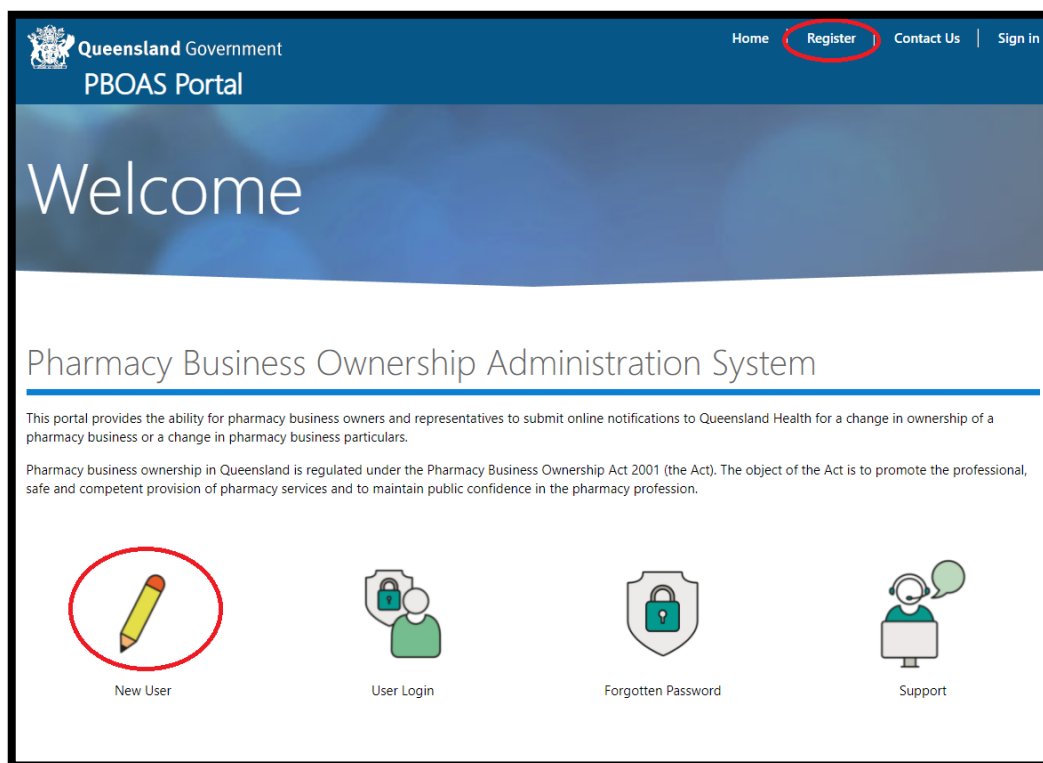 Queensland Government
PBOAS Portal
Home | Register | Contact Us | Sign in
Welcome
Pharmacy Business Ownership Administration System
This portal provides the ability for pharmacy business owners and representatives to submit online notifications to Queensland Health for a change in ownership of a
pharmacy business or a change in pharmacy business particulars.
Pharmacy business ownership in Queensland is regulated under the Pharmacy Business Ownership Act 2001 (the Act). The object of the Act is to promote the professional,
safe and competent provision of pharmacy services and to maintain public confidence in the pharmacy profession.
New User
User Login
Forgotten Password
Support